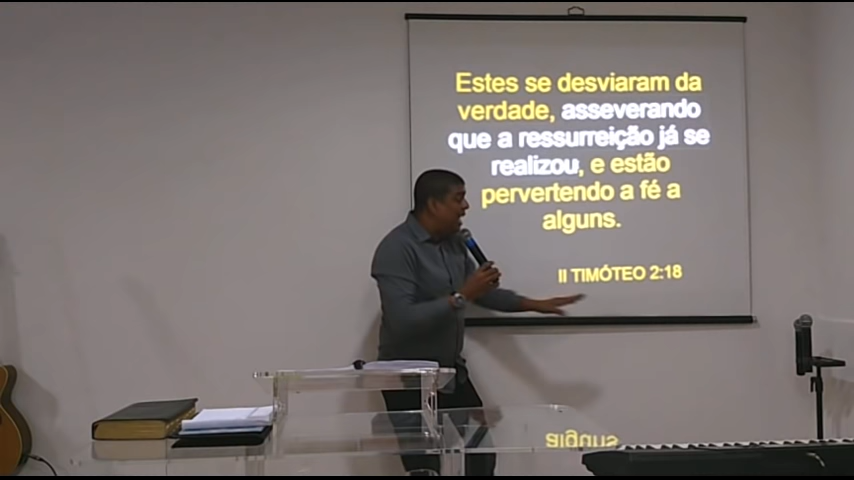 Estes se desviaram da
verdade, asseverando
que a ressurreição já se
realizou, e estão
pervertendo a fé a
alguns.
II TIMÓTEO 2:18
alguns